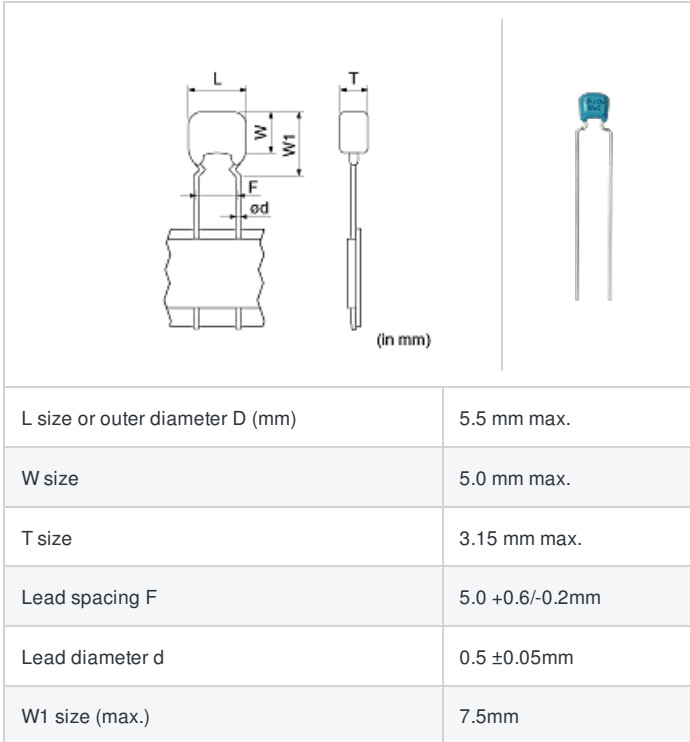 L
T
W
W1
F
ød
(in mm)
L size or outer diameter D (mm) 5.5 mm max.
W size 5.0 mm max.
T size 3.15 mm max.
Lead spacing F 5.0 +0.6/-0.2mm
Lead diameter d 0.5 ±0.05mm
W1 size (max.) 7.5mm